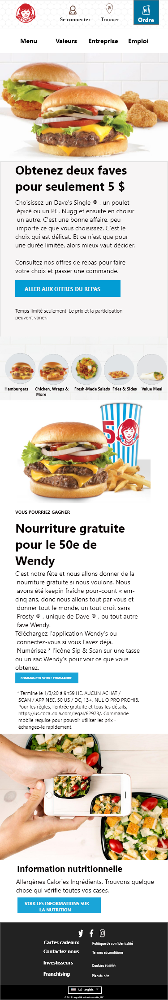 Se connecter Trouver Ordre
Menu Valeurs Entreprise Emploi
Obtenez deux faves
pour seulement 5 $
Choisissez un Dave's Single ® , un poulet
épicé ou un PC. Nugg et ensuite en choisir
un autre. C'est une bonne affaire, peu
importe ce que vous choisissez. C'est le
choix qui est délicat. Et ce n’est que pour
une durée limitée, alors mieux vaut décider.
Consultez nos offres de repas pour faire
votre choix et passer une commande.
ALLER AUX OFFRES DU REPAS
Temps limité seulement. Le prix et la participation
peuvent varier.
Hamburgers Chicken, Wraps & Fresh-Made Salads Fries & Sides Value Meal
More
50
VOUS POURRIEZ GAGNER
Nourriture gratuite
pour le 50e de
Wendy
C'est notre fête et nous allons donner de la
nourriture gratuite si nous voulons. Nous
avons été keepin fraîche pour-count « em-
cinq ans, donc nous allons tout par vous et
donner tout le monde, un tout droit sans
Frosty ® , unique de Dave ® , ou tout autre
fave Wendy.
Téléchargez l'application Wendy's ou
connectez-vous si vous l'avez déjà.
Numérisez * l'icône Sip & Scan sur une tasse
ou un sac Wendy's pour voir ce que vous
obtenez.
COMMANCER VOTRE COMMANDE
* Termine le 1/3/20 à 9h59 HE. AUCUN ACHAT /
SCAN / APP NEC. 50 US / DC, 13+. NUL O PRO PROHIB.
Pour les règles, l'entrée gratuite et tous les détails,
https://us.coca-cola.com/legal/62973/. Commande
mobile requise pour pouvoir utiliser les prix -
échangez-le rapidement.
Information nutritionnelle
Allergènes Calories Ingrédients. Trouvons quelque
chose qui vérifie toutes vos cases.
VOIR LES INFORMATIONS SUR
LA NUTRITION
Cartes cadeaux Politique de confidentialité
Contactez nous Termes et conditions
Investisseurs Cookies et suivi
Franchising Plan du site
US - anglais
© 2019 La qualité est notre recette, LLC